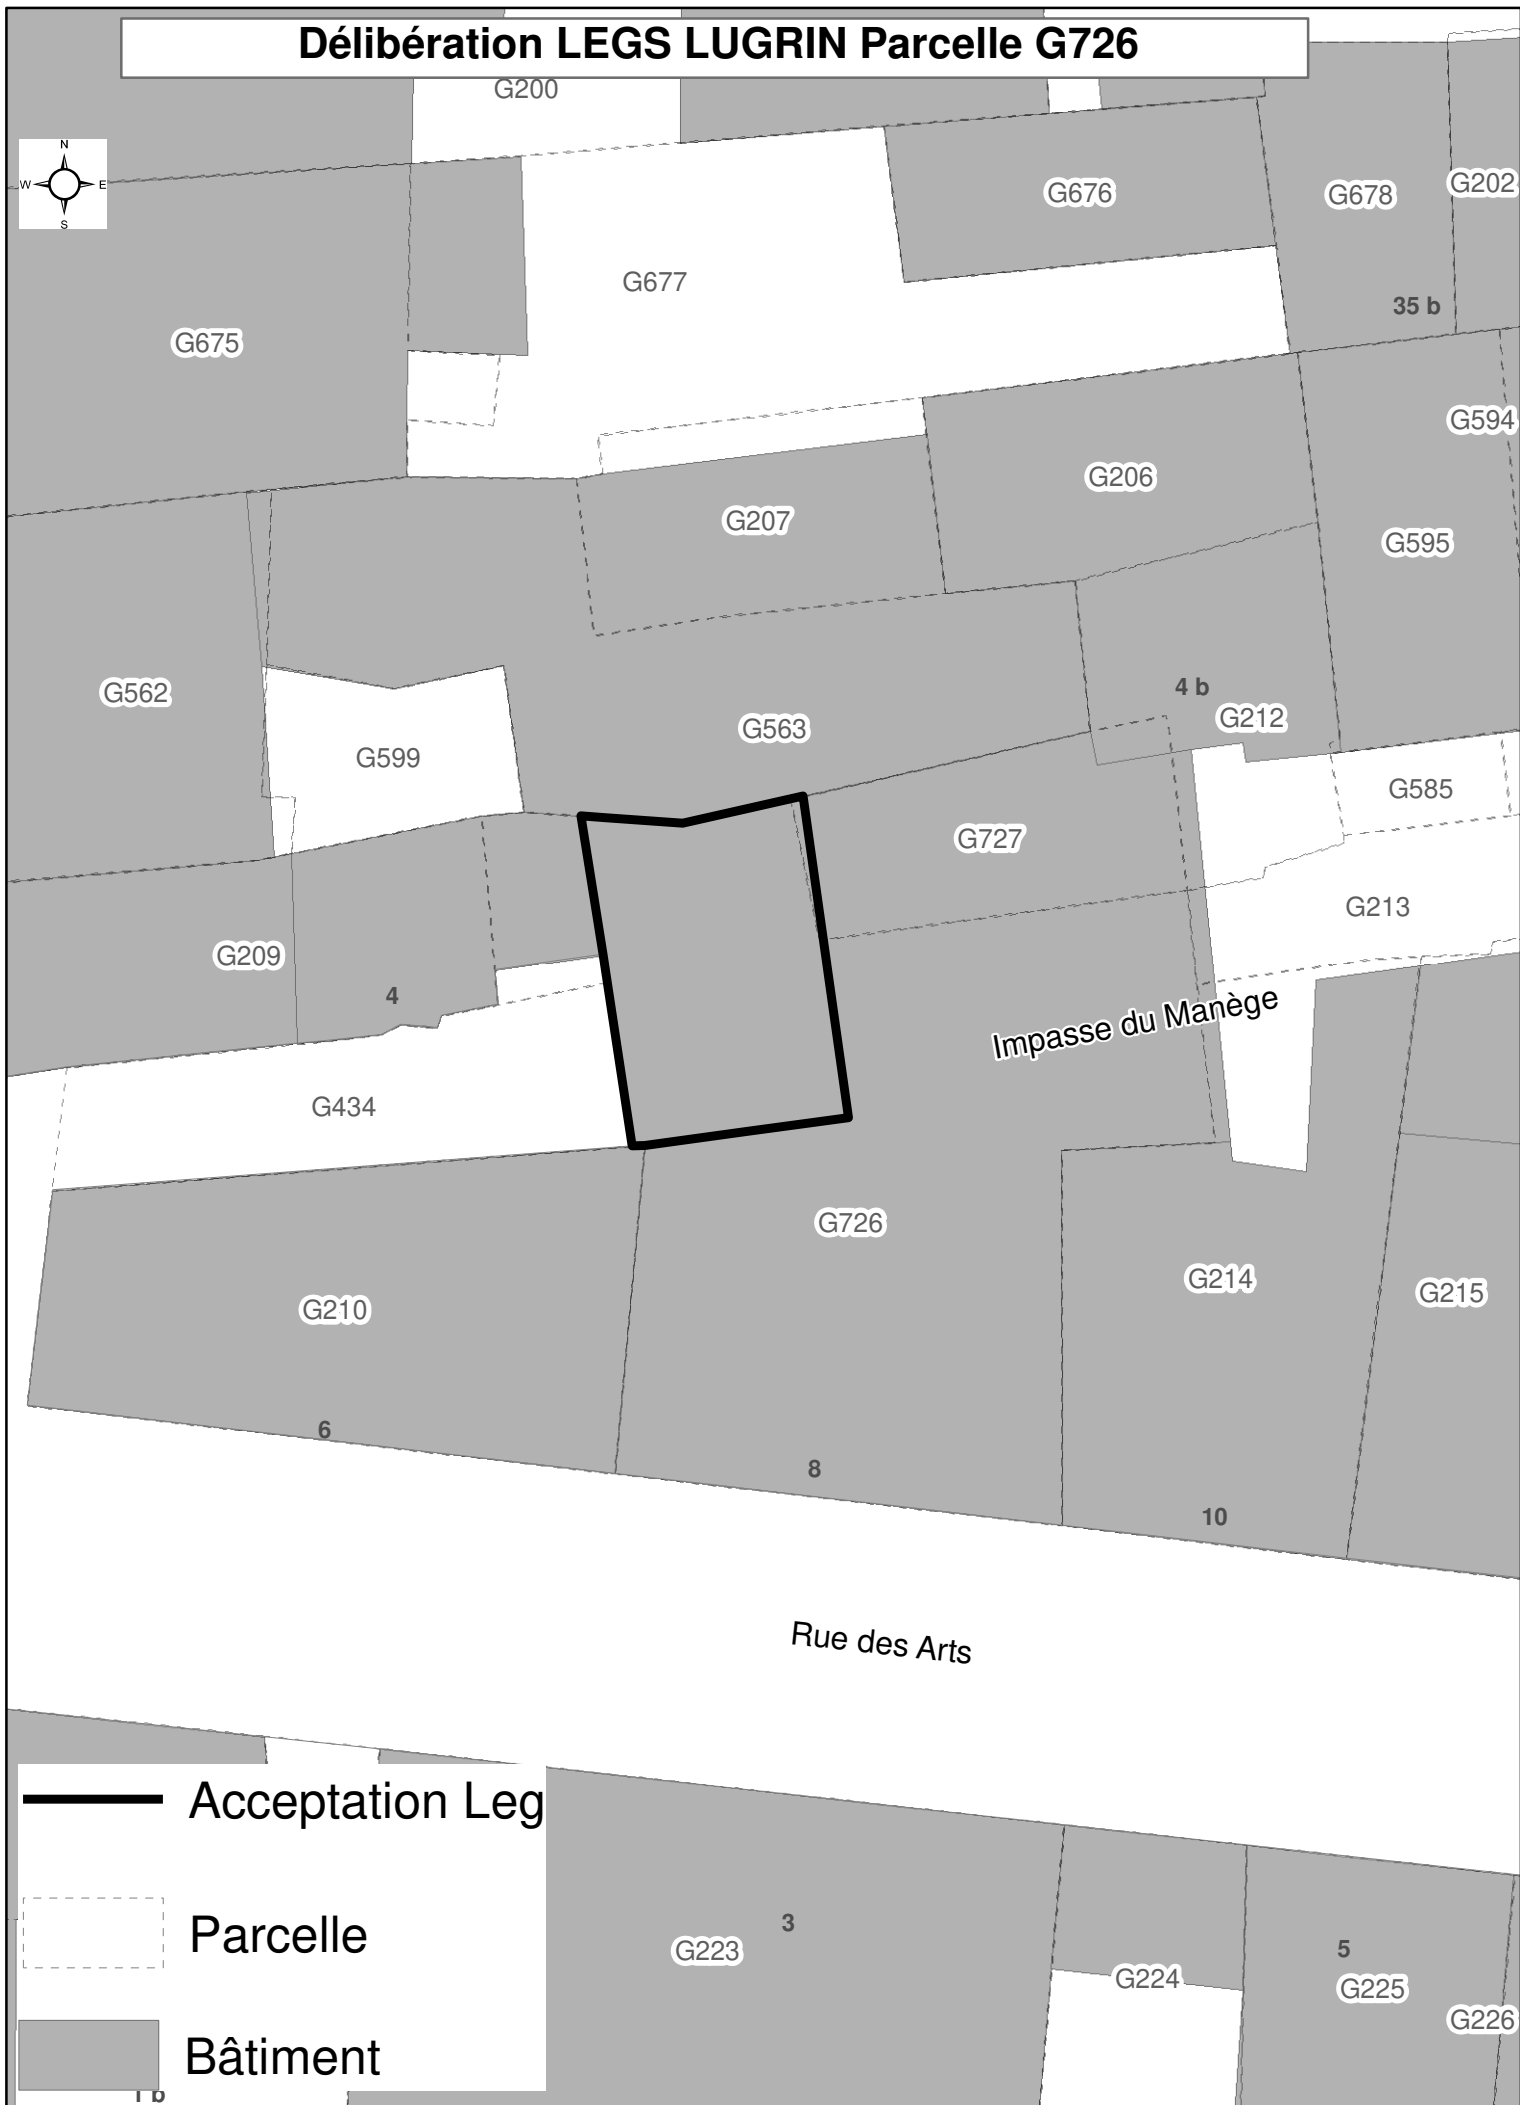 Délibération LEGS LUGRIN Parcelle G726
G200
N
W E
S
G676
G678
G202
G677
35 b
G675
G594
G206
G207
G595
4 b
G562
G212
G563
G599
G585
G727
G213
G209
4
Impasse du Manège
G434
G726
G214
G215
G210
6
8
10
Rue des Arts
Acceptation Leg
3
Parcelle
G223
5
G224
G225
G226
Bâtiment
1 b